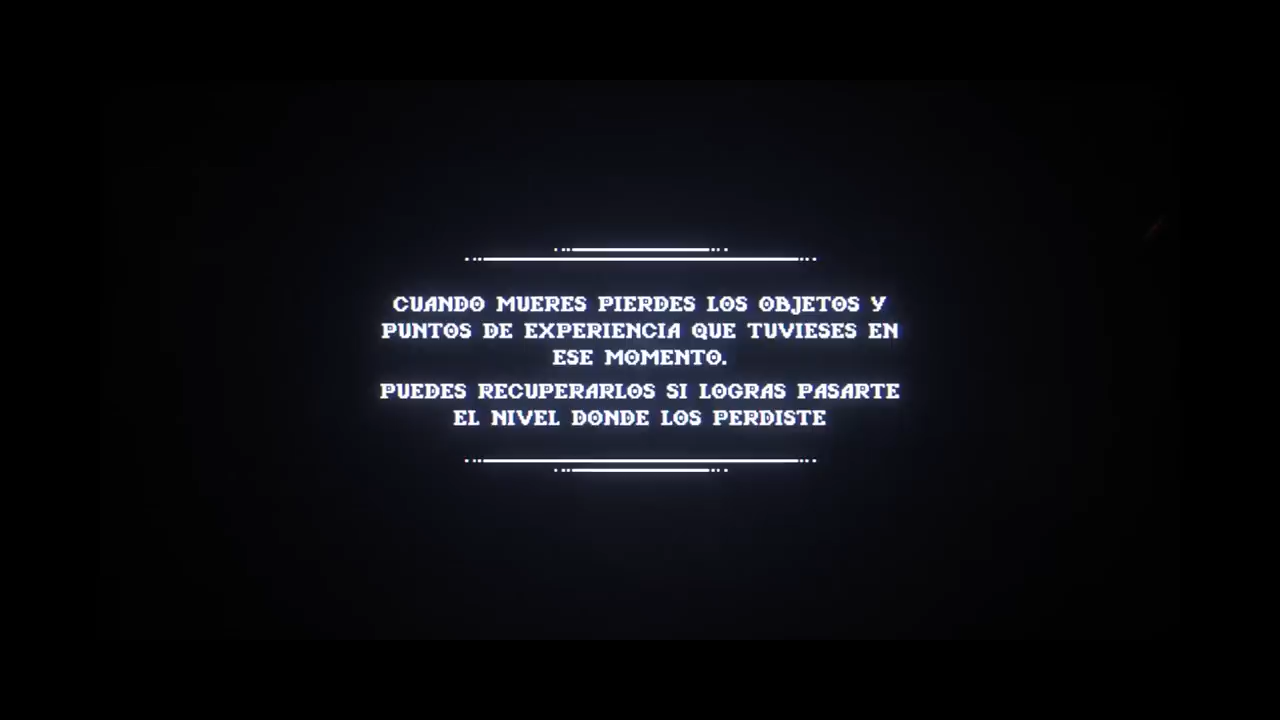 CUANDO MUERES PIERDES LOS OBJETOS Y
PUNTOS DE EXPERIENCIA QUE TUVIESES EN
ESE MOMENTO.
PUEDES RECUPERARLOS SI LOGRAS PASARTE
EL NIVEL DONDE LOS PERDISTE